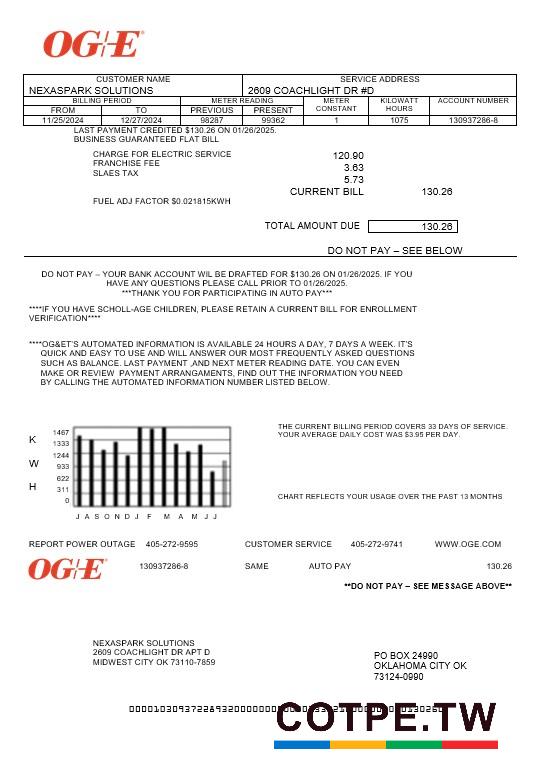 OG/E
CUSTOMER NAME SERVICE ADDRESS
NEXASPARK SOLUTIONS 2609 COACHLIGHT DR #D
BILLING PERIOD METER READING METER CONSTANT KILOWATT HOURS ACCOUNT NUMBER
FROM TO PREVIOUS PRESENT
11/25/2024 12/27/2024 98287 99362 1 1075 130937286-8
LAST PAYMENT CREDITED $130.26 ON 01/26/2025.
BUSINESS GUARANTEED FLAT BILL
CHARGE FOR ELECTRIC SERVICE 120.90
FRANCHISE FEE 3.63
SLAES TAX 5.73
CURRENT BILL 130.26
FUEL ADJ FACTOR $0.021815KWH
TOTAL AMOUNT DUE 130.26
DO NOT PAY – SEE BELOW
DO NOT PAY – YOUR BANK ACCOUNT WIL BE DRAFTED FOR $130.26 ON 01/26/2025. IF YOU
HAVE ANY QUESTIONS PLEASE CALL PRIOR TO 01/26/2025.
***THANK YOU FOR PARTICIPATING IN AUTO PAY***
****IF YOU HAVE SCHOLL-AGE CHILDREN, PLEASE RETAIN A CURRENT BILL FOR ENROLLMENT
VERIFICATION****
****OG&ET'S AUTOMATED INFORMATION IS AVAILABLE 24 HOURS A DAY, 7 DAYS A WEEK. IT'S
QUICK AND EASY TO USE AND WILL ANSWER OUR MOST FREQUENTLY ASKED QUESTIONS
SUCH AS BALANCE. LAST PAYMENT ,AND NEXT METER READING DATE. YOU CAN EVEN
MAKE OR REVIEW PAYMENT ARRANGAMENTS, FIND OUT THE INFORMATION YOU NEED
BY CALLING THE AUTOMATED INFORMATION NUMBER LISTED BELOW.
K W H
1467
1333
1244
933
622
311
0
J A S O N D J F M A M J J
THE CURRENT BILLING PERIOD COVERS 33 DAYS OF SERVICE.
YOUR AVERAGE DAILY COST WAS $3.95 PER DAY.
CHART REFLECTS YOUR USAGE OVER THE PAST 13 MONTHS
REPORT POWER OUTAGE 405-272-9595 CUSTOMER SERVICE 405-272-9741 WWW.OGE.COM
OG/E 130937286-8 SAME AUTO PAY 130.26
**DO NOT PAY – SEE MESSAGE ABOVE**
NEXASPARK SOLUTIONS
2609 COACHLIGHT DR APT D
MIDWEST CITY OK 73110-7859
PO BOX 24990
OKLAHOMA CITY OK
73124-0990
COTPE.TW